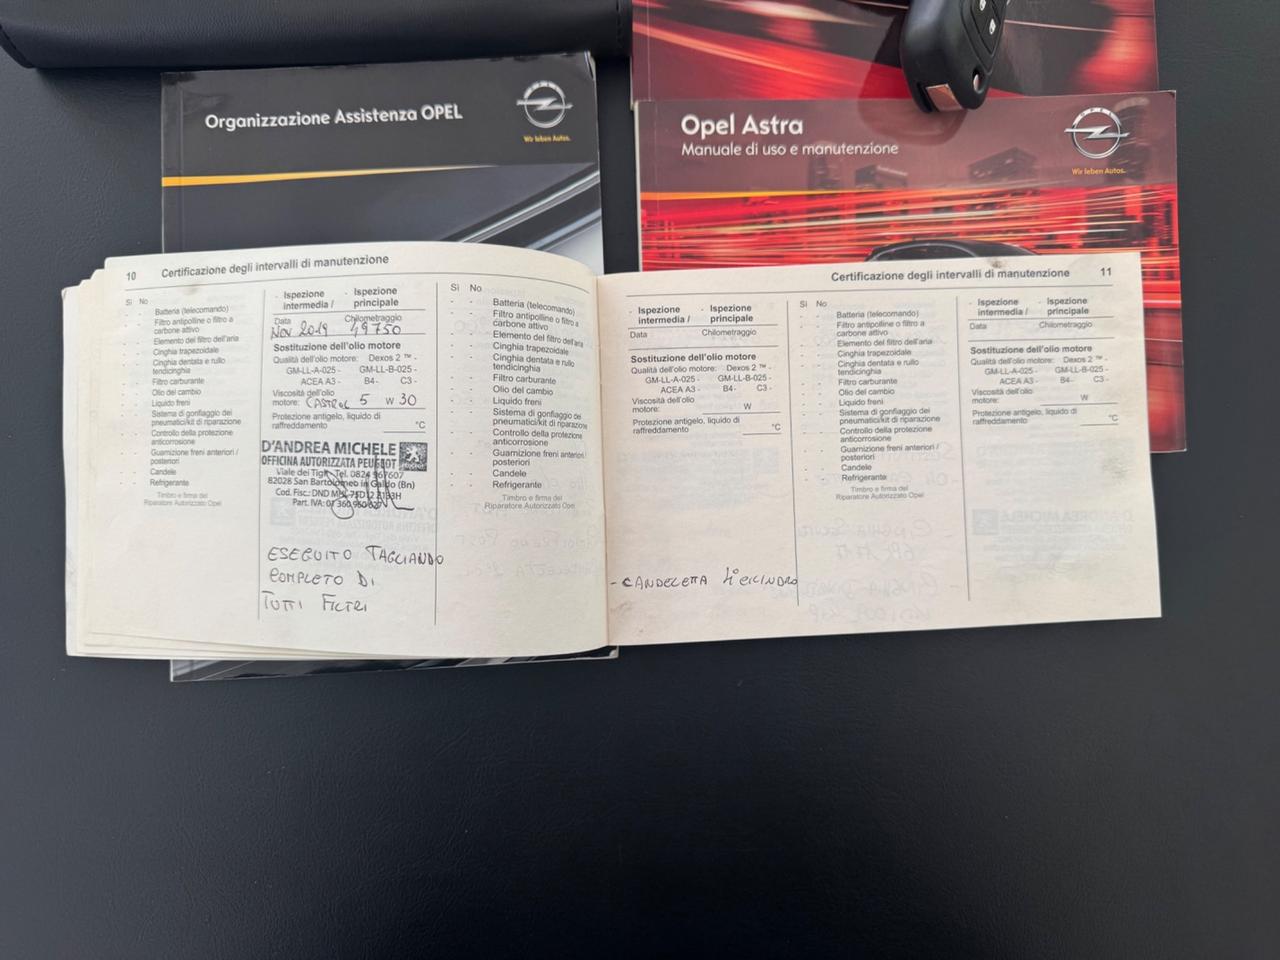 Organizzazione Assistenza OPEL
OPEL
Wir leben Autos.
Opel Astra
Manuale di uso e manutenzione
OPEL
Wir leben Autos.
10 Certificazione degli intervalli di manutenzione
Sì No
- - Batteria (telecomando)
- - Filtro antipolline o filtro a
carbone attivo
- - Elemento del filtro dell'aria
- - Cinghia trapezoidale
- - Cinghia dentata e rullo
tendicinghia
- - Filtro carburante
- - Olio del cambio
- - Liquido freni
- - Sistema di gonfiaggio dei
pneumatici/kit di riparazione
- - Controllo della protezione
anticorrosione
- - Guarnizione freni anteriori /
posteriori
- - Candele
- - Refrigerante
Timbro e firma del
Riparatore Autorizzato Opel
- Ispezione - Ispezione
intermedia / principale
Data Chilometraggio
Nov 2019 49750
Sostituzione dell'olio motore
Qualità dell'olio motore: Dexos 2 ™ -
GM-LL-A-025 - GM-LL-B-025 -
ACEA A3 - B4 - C3 -
Viscosità dell'olio
motore: CASTROL 5 W 30
Protezione antigelo, liquido di
raffreddamento °C
D'ANDREA MICHELE
OFFICINA AUTORIZZATA PEUGEOT
Viale dei Tigli Tel. 0824 967607
82028 San Bartolomeo in Galdo (Bn)
Cod. Fisc.: DND
Part. IVA: 01360
ESEGUITO TAGLIANDO
COMPLETO DI
TUTTI FILTRI
Sì No
- - Batteria (telecomando)
- - Filtro antipolline o filtro a
carbone attivo
- - Elemento del filtro dell'aria
- - Cinghia trapezoidale
- - Cinghia dentata e rullo
tendicinghia
- - Filtro carburante
- - Olio del cambio
- - Liquido freni
- - Sistema di gonfiaggio dei
pneumatici/kit di riparazione
- - Controllo della protezione
anticorrosione
- - Guarnizione freni anteriori /
posteriori
- - Candele
- - Refrigerante
Timbro e firma del
Riparatore Autorizzato Opel
Certificazione degli intervalli di manutenzione 11
- Ispezione - Ispezione
intermedia / principale
Data Chilometraggio
Sostituzione dell'olio motore
Qualità dell'olio motore: Dexos 2 ™ -
GM-LL-A-025 - GM-LL-B-025 -
ACEA A3 - B4 - C3 -
Viscosità dell'olio
motore: W
Protezione antigelo, liquido di
raffreddamento °C
- CANDELETTA 4° CILINDRO
Sì No
- - Batteria (telecomando)
- - Filtro antipolline o filtro a
carbone attivo
- - Elemento del filtro dell'aria
- - Cinghia trapezoidale
- - Cinghia dentata e rullo
tendicinghia
- - Filtro carburante
- - Olio del cambio
- - Liquido freni
- - Sistema di gonfiaggio dei
pneumatici/kit di riparazione
- - Controllo della protezione
anticorrosione
- - Guarnizione freni anteriori /
posteriori
- - Candele
- - Refrigerante
Timbro e firma del
Riparatore Autorizzato Opel
- Ispezione - Ispezione
intermedia / principale
Data Chilometraggio
Sostituzione dell'olio motore
Qualità dell'olio motore: Dexos 2 ™ -
GM-LL-A-025 - GM-LL-B-025 -
ACEA A3 - B4 - C3 -
Viscosità dell'olio
motore: W
Protezione antigelo, liquido di
raffreddamento °C